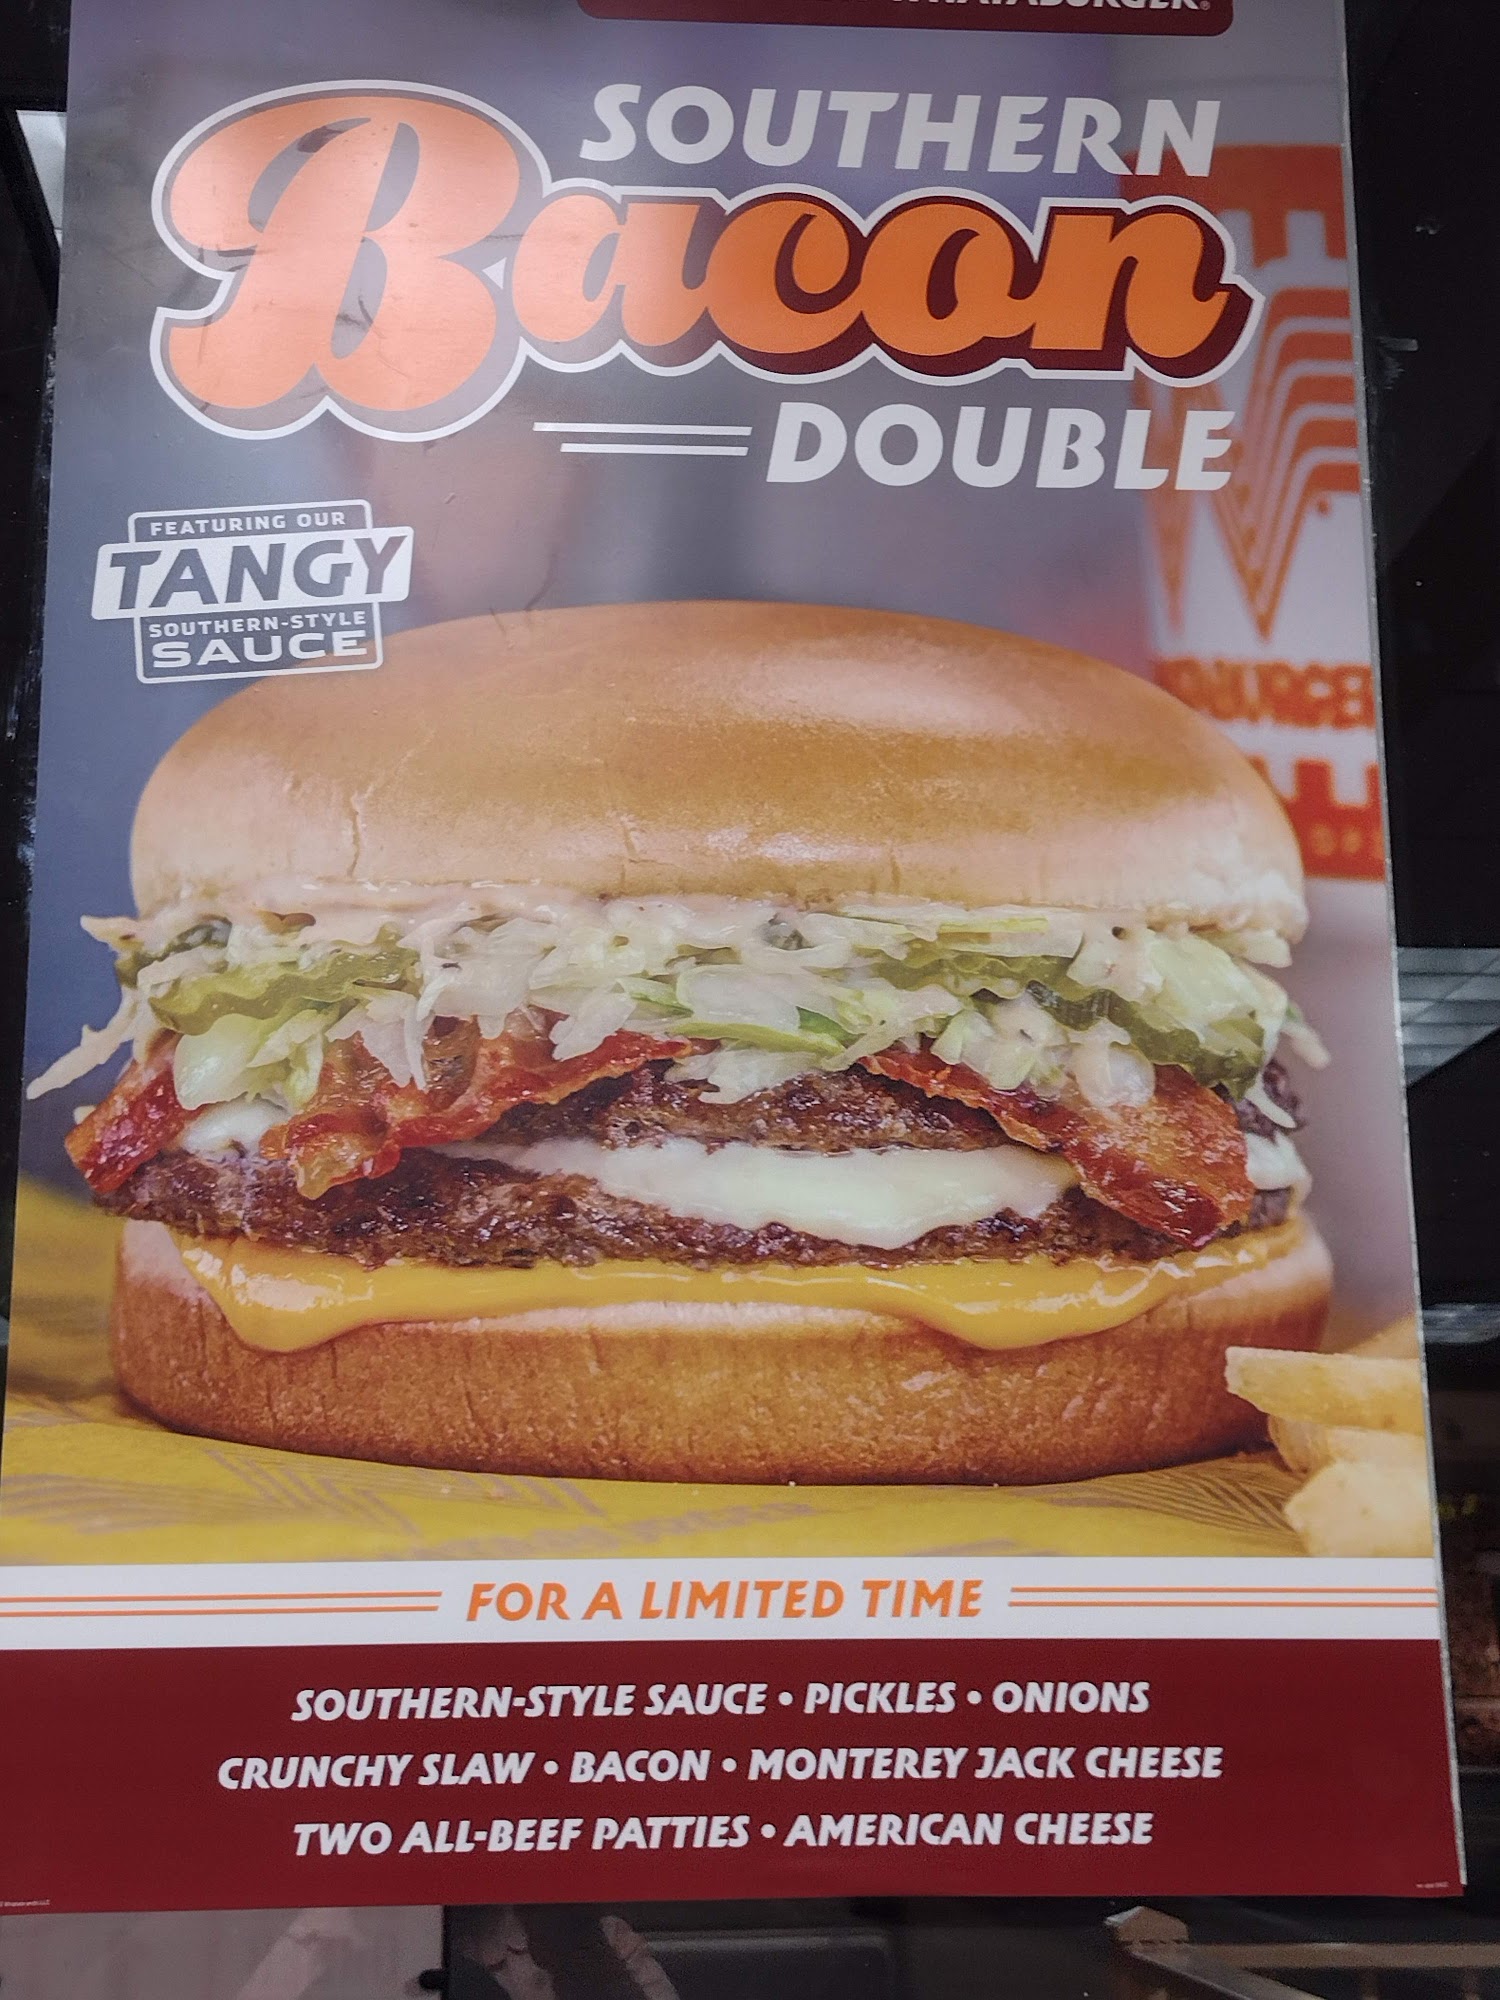 WHATABURGER®
SOUTHERN
Bacon
DOUBLE
FEATURING OUR
TANGY
SOUTHERN-STYLE
SAUCE
FOR A LIMITED TIME
SOUTHERN-STYLE SAUCE • PICKLES • ONIONS
CRUNCHY SLAW • BACON • MONTEREY JACK CHEESE
TWO ALL-BEEF PATTIES • AMERICAN CHEESE